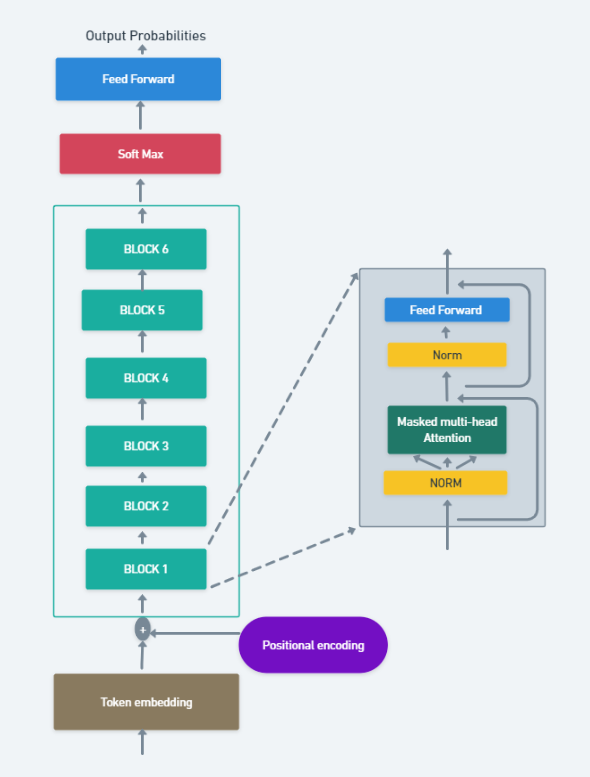 Output Probabilities
Feed Forward
Soft Max
BLOCK 6
BLOCK 5
BLOCK 4
BLOCK 3
BLOCK 2
BLOCK 1
+
Positional encoding
Token embedding
Feed Forward
Norm
Masked multi-head
Attention
NORM